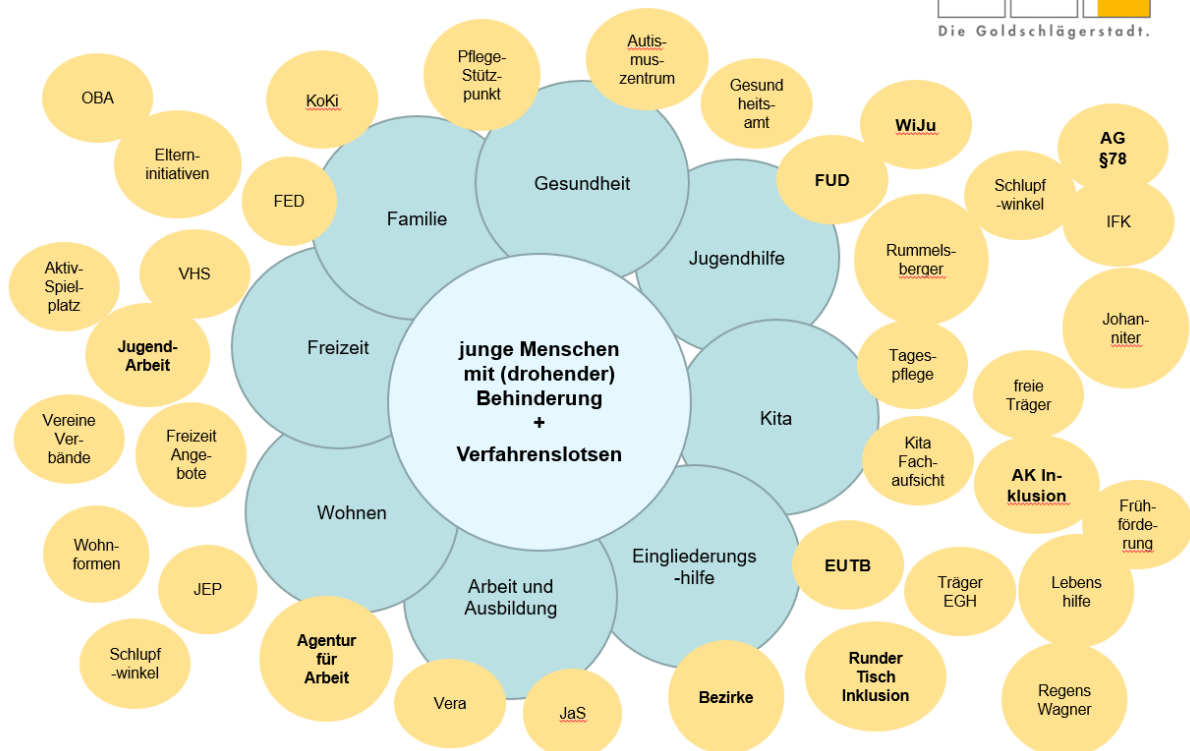 Die Goldschlägerstadt.
OBA
Eltern-
initiativen
KoKi
FED
Pflege-
Stütz-
punkt
Autis-
mus-
zentrum
Gesund
heits-
amt
WiJu
FUD
AG
§78
Schlupf
-winkel
IFK
Rummels-
berger
Johan-
niter
Familie
Gesundheit
Jugendhilfe
Aktiv-
Spiel-
platz
VHS
Jugend-
Arbeit
Freizeit
junge Menschen
mit (drohender)
Behinderung
+
Verfahrenslotsen
Kita
Tages-
pflege
freie
Träger
Vereine
Ver-
bände
Freizeit
Ange-
bote
Kita
Fach-
aufsicht
AK In-
klusion
Früh-
förde-
rung
Wohnen
Wohn-
formen
JEP
Schlupf
-winkel
Arbeit und
Ausbildung
Eingliederungs
-hilfe
EUTB
Träger
EGH
Lebens
hilfe
Agentur
für
Arbeit
Vera
JaS
Bezirke
Runder
Tisch
Inklusion
Regens
Wagner